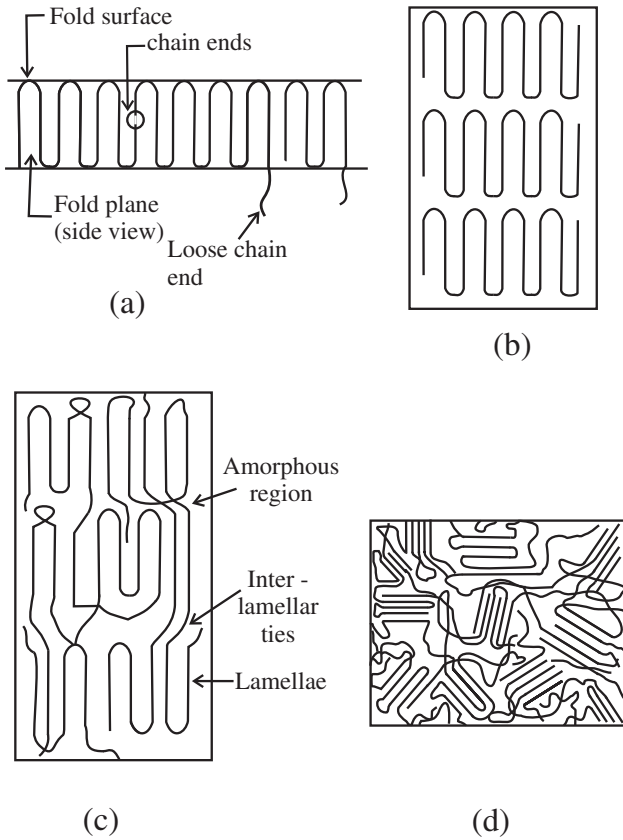 Fold surface
chain ends
Fold plane
(side view)
Loose chain
end
(a)
(b)
Amorphous
region
Inter -
lamellar
ties
Lamellae
(c)
(d)